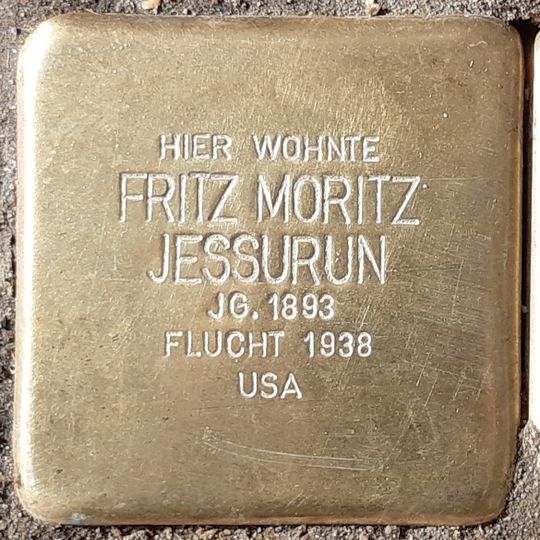 HIER WOHNTE
FRITZ MORITZ
JESSURUN
JG. 1893
FLUCHT 1938
USA